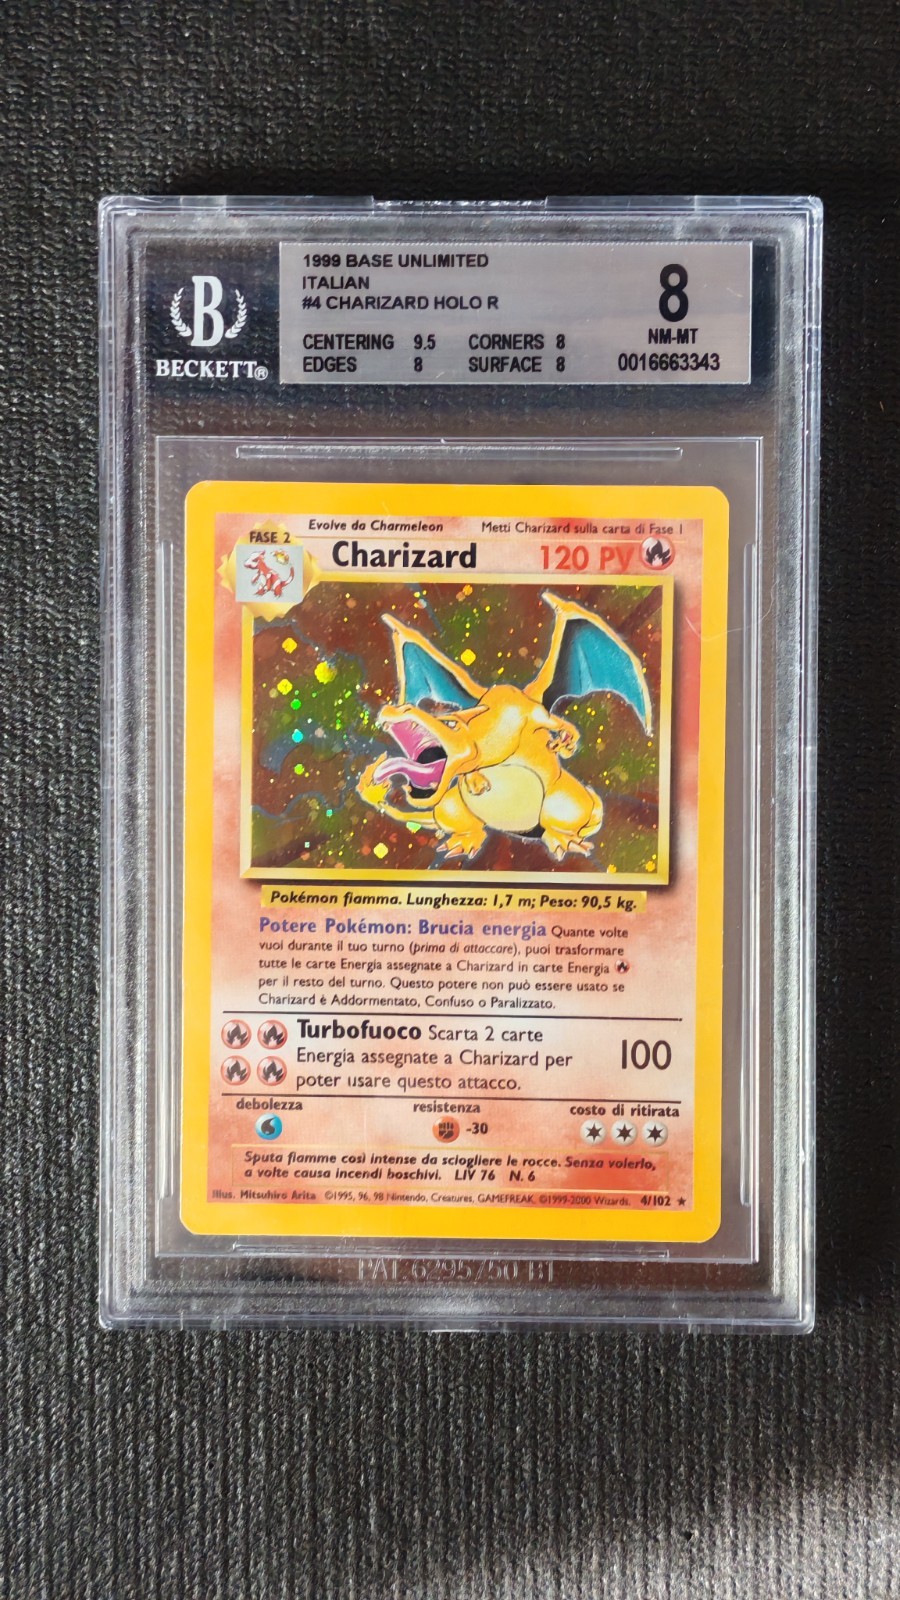 1999 BASE UNLIMITED
ITALIAN
#4 CHARIZARD HOLO R
8
NM-MT
0016663343
CENTERING 9.5 CORNERS 8
EDGES 8 SURFACE 8
B
BECKETT®
Evolve da Charmeleon Metti Charizard sulla carta di Fase 1
FASE 2
Charizard 120 PV
Pokémon fiamma. Lunghezza: 1,7 m; Peso: 90,5 kg.
Potere Pokémon: Brucia energia Quante volte
vuoi durante il tuo turno (prima di attaccare), puoi trasformare
tutte le carte Energia assegnate a Charizard in carte Energia
per il resto del turno. Questo potere non può essere usato se
Charizard è Addormentato, Confuso o Paralizzato.
Turbofuoco Scarta 2 carte
Energia assegnate a Charizard per
poter usare questo attacco.
100
debolezza resistenza costo di ritirata
-30
Sputa fiamme così intense da sciogliere le rocce. Senza volerlo,
a volte causa incendi boschivi. LIV 76 N. 6
Illus. Mitsuhiro Arita ©1995, 96, 98 Nintendo, Creatures, GAMEFREAK. ©1999-2000 Wizards. 4/102 ★
PAT 6295750 B1